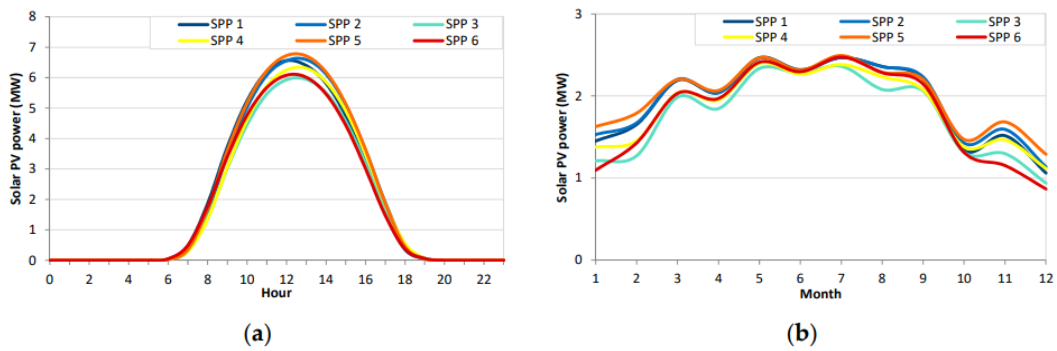 SPP 1 SPP 2 SPP 3
SPP 4 SPP 5 SPP 6
Solar PV power (MW)
8
7
6
5
4
3
2
1
0
0 2 4 6 8 10 12 14 16 18 20 22
Hour
(a)
SPP 1 SPP 2 SPP 3
SPP 4 SPP 5 SPP 6
Solar PV power (MW)
3
2
1
0
1 2 3 4 5 6 7 8 9 10 11 12
Month
(b)